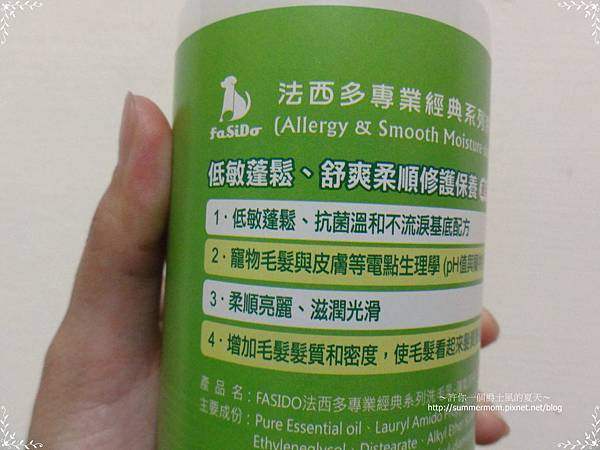 FaSiDo
法西多專業經典系列
(Allergy & Smooth Moisture
低敏蓬鬆、舒爽柔順修護保養
1．低敏蓬鬆、抗菌溫和不流淚基底配方
2．寵物毛髮與皮膚等電點生理學 (pH值與
3．柔順亮麗、滋潤光滑
4．增加毛髮髮質和密度，使毛髮看起來
產 品 名：FASIDO法西多專業經典系列洗毛
主要成份：Pure Essential oil、Lauryl Amido
Ethyleneglycol、Distearate、Alkyl Ether
～許你一個爵士風的夏天～
http://summermom.pixnet.net/blog